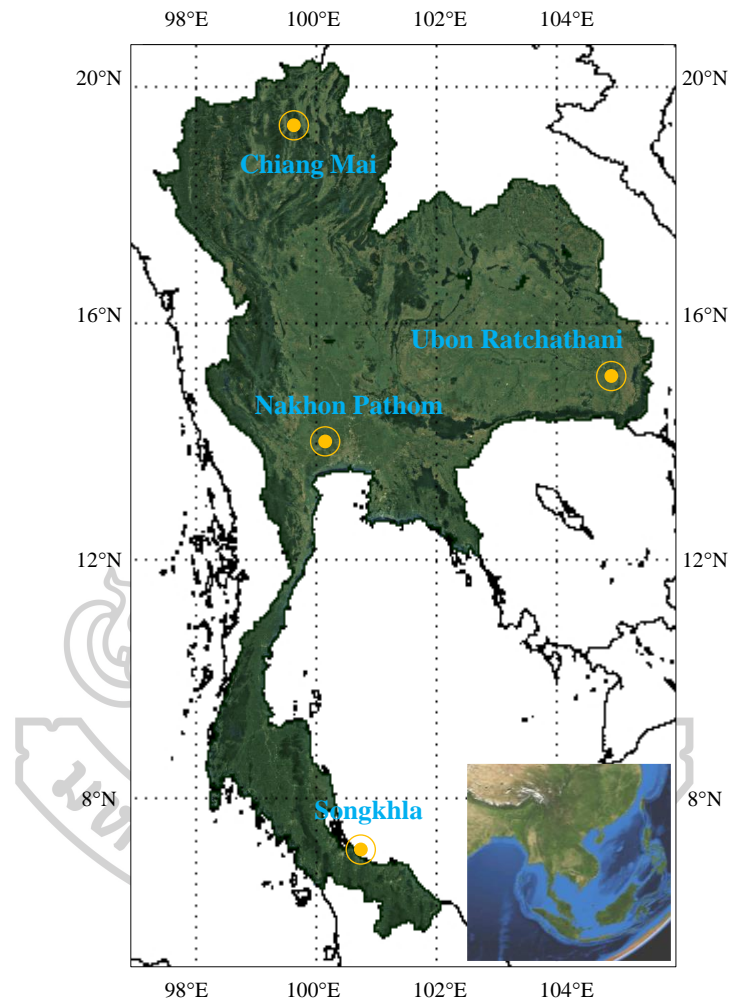 98°E 100°E 102°E 104°E
20°N 20°N
Chiang Mai
16°N 16°N
Ubon Ratchathani
Nakhon Pathom
12°N 12°N
8°N 8°N
Songkhla
98°E 100°E 102°E 104°E